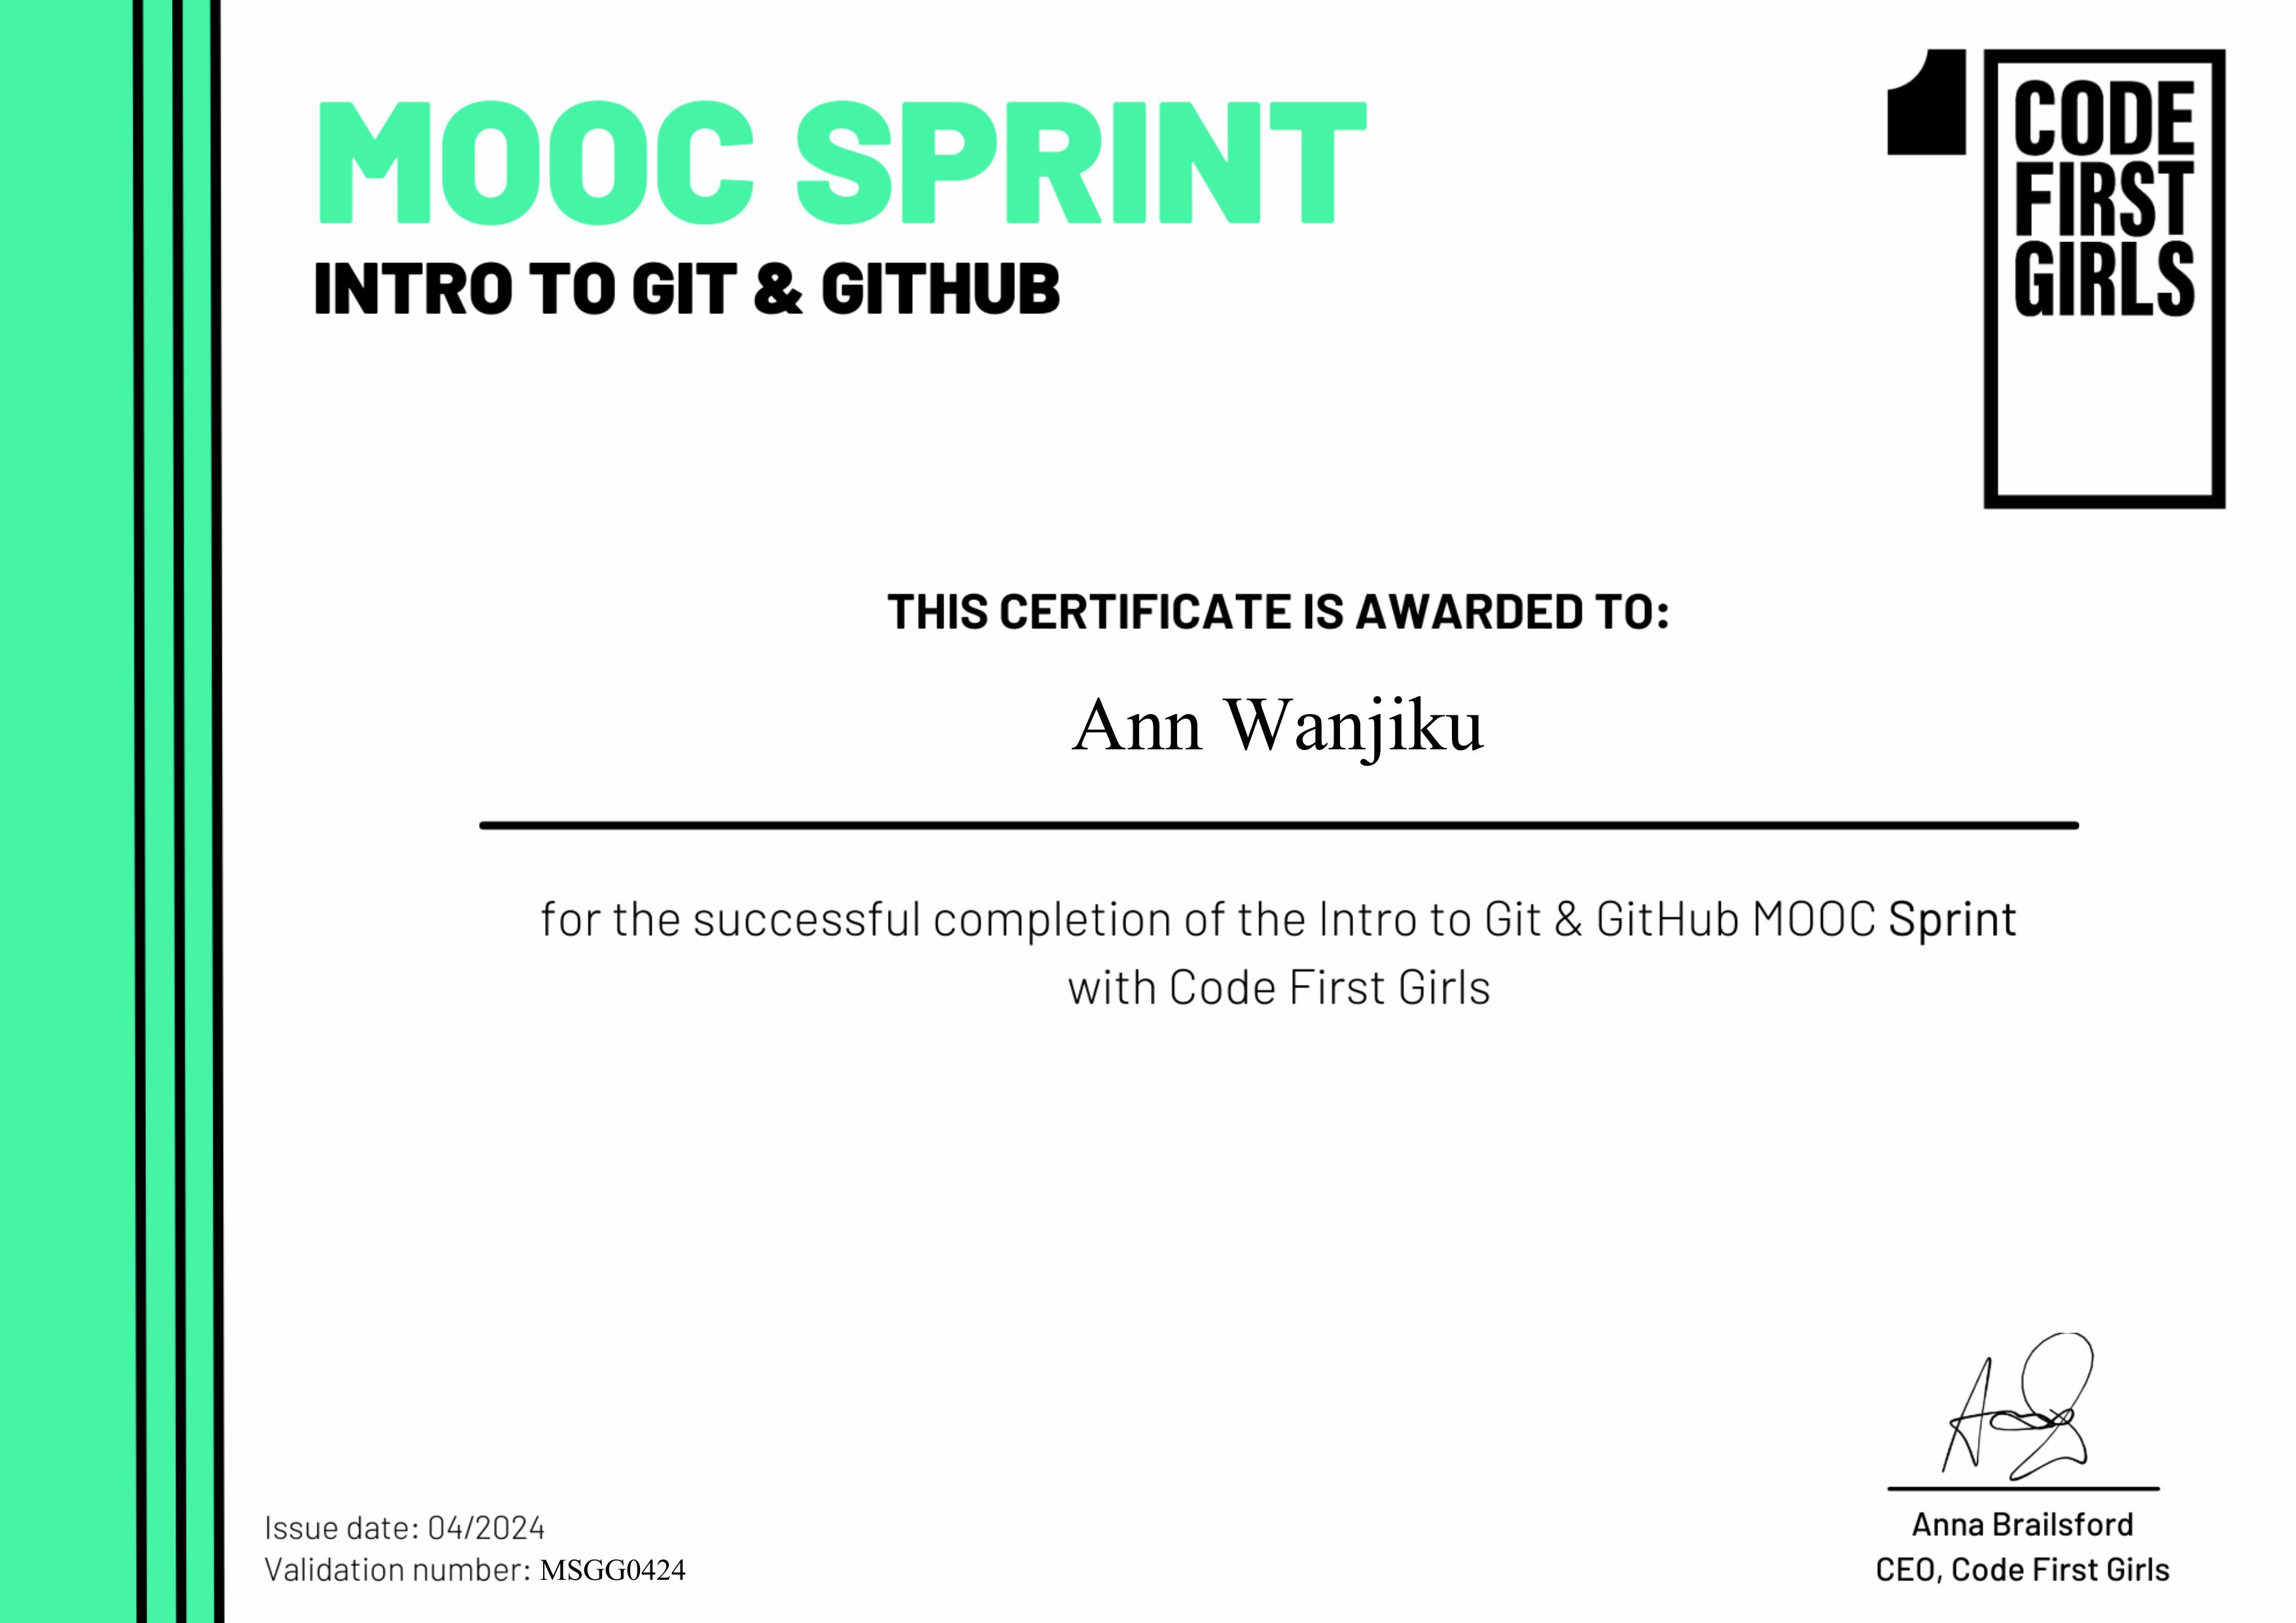 MOOC SPRINT
INTRO TO GIT & GITHUB
CODE
FIRST
GIRLS
THIS CERTIFICATE IS AWARDED TO:
Ann Wanjiku
for the successful completion of the Intro to Git & GitHub MOOC Sprint
with Code First Girls
Issue date: 04/2024
Validation number: MSGG0424
Anna Brailsford
CEO, Code First Girls